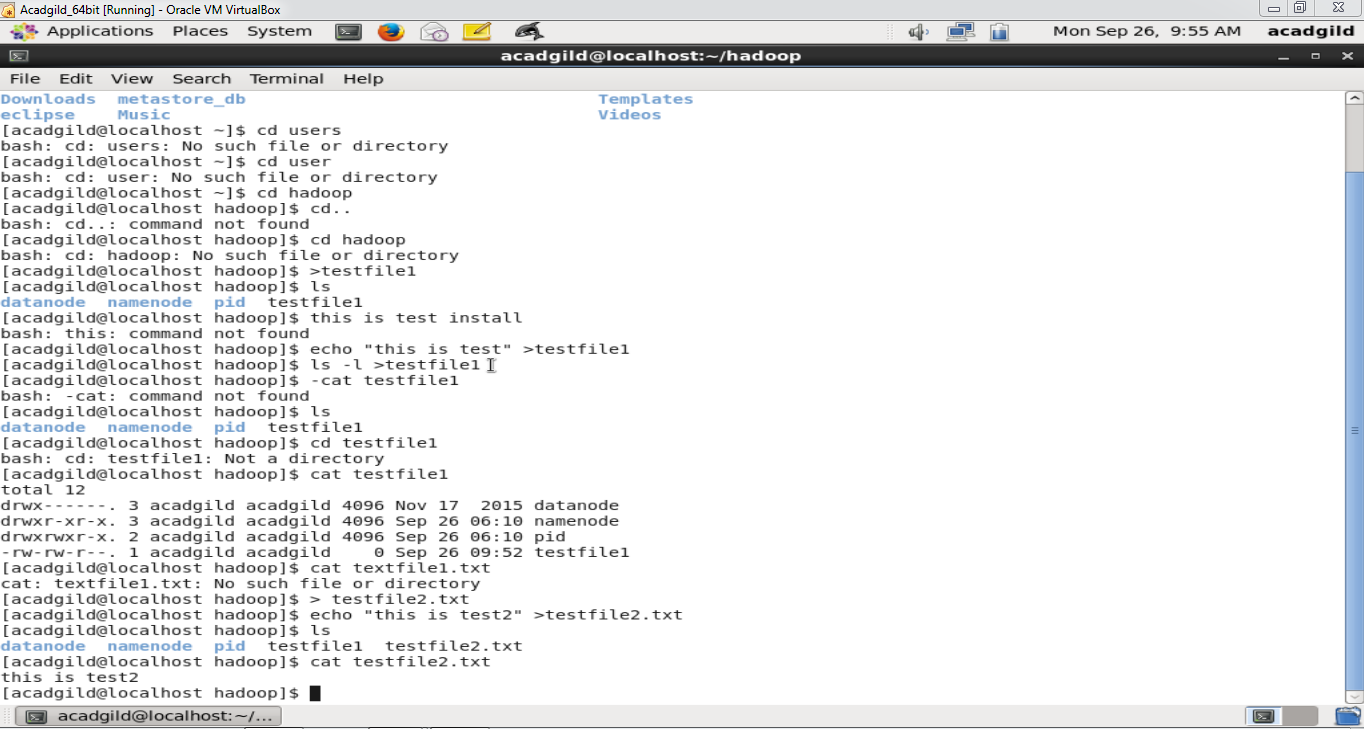 Acadgild_64bit [Running] - Oracle VM VirtualBox
Applications Places System Mon Sep 26, 9:55 AM acadgild
acadgild@localhost:~/hadoop
File Edit View Search Terminal Help
Downloads metastore_db Templates
eclipse Music Videos
[acadgild@localhost ~]$ cd users
bash: cd: users: No such file or directory
[acadgild@localhost ~]$ cd user
bash: cd: user: No such file or directory
[acadgild@localhost ~]$ cd hadoop
[acadgild@localhost hadoop]$ cd..
bash: cd..: command not found
[acadgild@localhost hadoop]$ cd hadoop
bash: cd: hadoop: No such file or directory
[acadgild@localhost hadoop]$ >testfile1
[acadgild@localhost hadoop]$ ls
datanode namenode pid testfile1
[acadgild@localhost hadoop]$ this is test install
bash: this: command not found
[acadgild@localhost hadoop]$ echo "this is test" >testfile1
[acadgild@localhost hadoop]$ ls -l >testfile1
[acadgild@localhost hadoop]$ -cat testfile1
bash: -cat: command not found
[acadgild@localhost hadoop]$ ls
datanode namenode pid testfile1
[acadgild@localhost hadoop]$ cd testfile1
bash: cd: testfile1: Not a directory
[acadgild@localhost hadoop]$ cat testfile1
total 12
drwx------. 3 acadgild acadgild 4096 Nov 17  2015 datanode
drwxr-xr-x. 3 acadgild acadgild 4096 Sep 26 06:10 namenode
drwxrwxr-x. 2 acadgild acadgild 4096 Sep 26 06:10 pid
-rw-rw-r--. 1 acadgild acadgild    0 Sep 26 09:52 testfile1
[acadgild@localhost hadoop]$ cat textfile1.txt
cat: textfile1.txt: No such file or directory
[acadgild@localhost hadoop]$ > testfile2.txt
[acadgild@localhost hadoop]$ echo "this is test2" >testfile2.txt
[acadgild@localhost hadoop]$ ls
datanode namenode pid testfile1 testfile2.txt
[acadgild@localhost hadoop]$ cat testfile2.txt
this is test2
[acadgild@localhost hadoop]$
acadgild@localhost:~/...